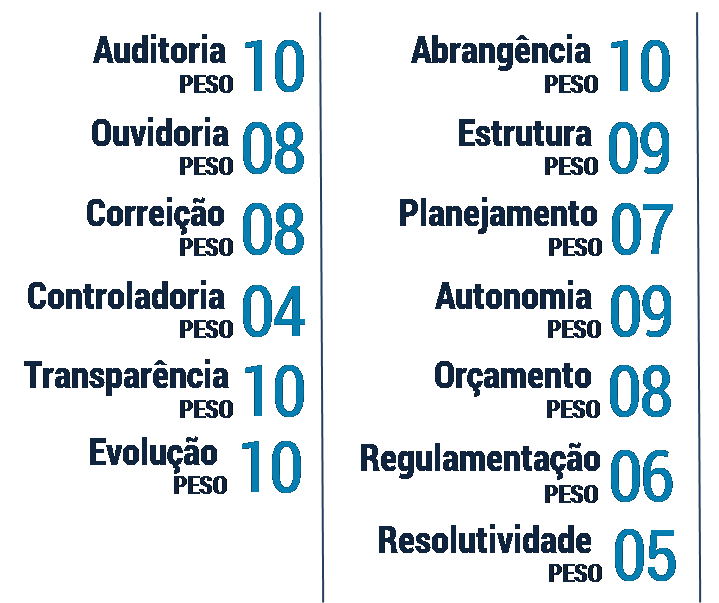 Auditoria
PESO 10
Ouvidoria
PESO 08
Correição
PESO 08
Controladoria
PESO 04
Transparência
PESO 10
Evolução
PESO 10
Abrangência
PESO 10
Estrutura
PESO 09
Planejamento
PESO 07
Autonomia
PESO 09
Orçamento
PESO 08
Regulamentação
PESO 06
Resolutividade
PESO 05